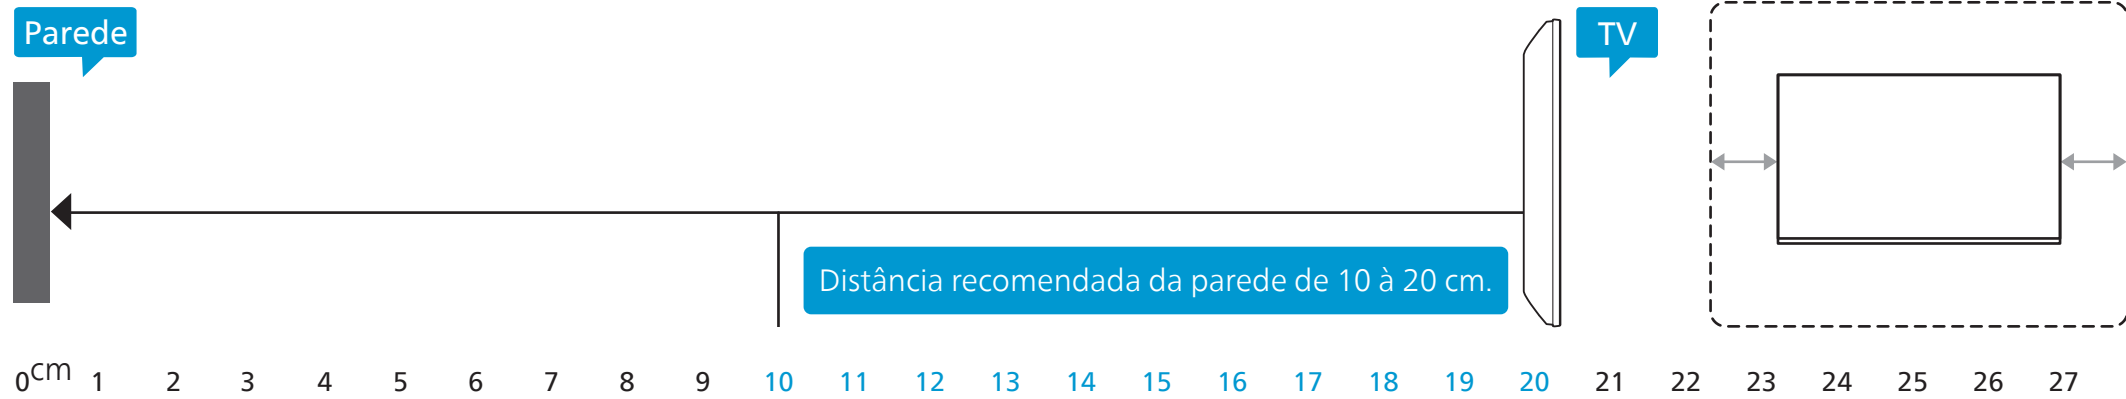 Parede
TV
Distância recomendada da parede de 10 à 20 cm.
0cm 1 2 3 4 5 6 7 8 9 10 11 12 13 14 15 16 17 18 19 20 21 22 23 24 25 26 27